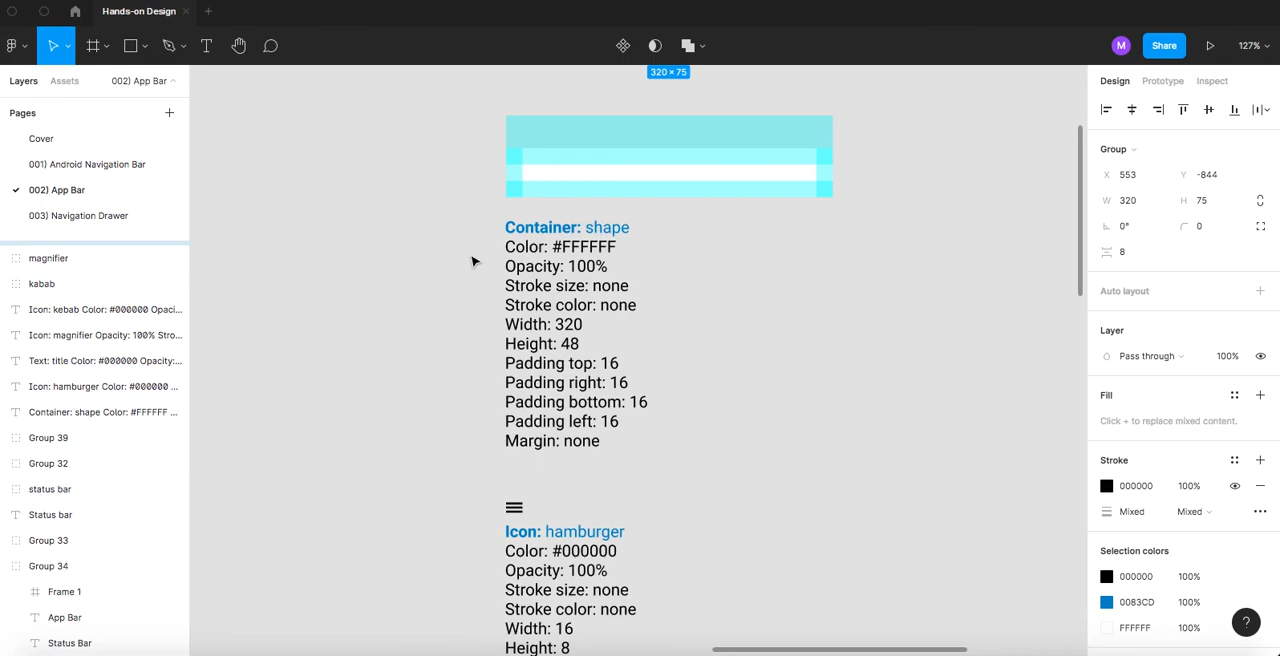 Hands-on Design
Share
M
127%
320 × 75
Layers
Assets
002) App Bar
Pages
Cover
001) Android Navigation Bar
002) App Bar
003) Navigation Drawer
magnifier
kabab
Icon: kebab Color: #000000 Opaci...
Icon: magnifier Opacity: 100% Stro...
Text: title Color: #000000 Opacity:...
Icon: hamburger Color: #000000 ...
Container: shape Color: #FFFFFF ...
Group 39
Group 32
status bar
Status bar
Group 33
Group 34
Frame 1
App Bar
Status Bar
Container: shape
Color: #FFFFFF
Opacity: 100%
Stroke size: none
Stroke color: none
Width: 320
Height: 48
Padding top: 16
Padding right: 16
Padding bottom: 16
Padding left: 16
Margin: none
Icon: hamburger
Color: #000000
Opacity: 100%
Stroke size: none
Stroke color: none
Width: 16
Height: 8
Design
Prototype
Inspect
Group
X 553
Y -844
W 320
H 75
0°
0
8
Auto layout
Layer
Pass through
100%
Fill
Click + to replace mixed content.
Stroke
000000 100%
Mixed
Mixed
Selection colors
000000 100%
0083CD 100%
FFFFFF 100%
?